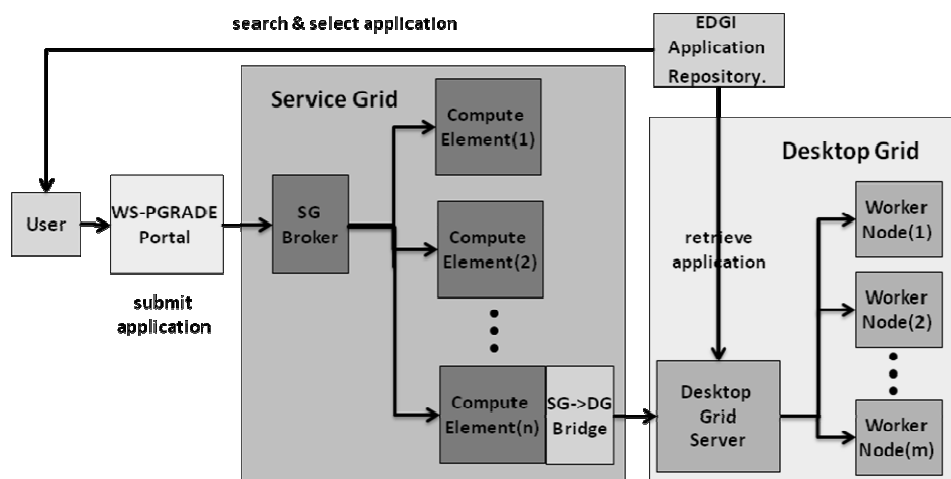 search & select application
EDGI
Application
Repository.
Service Grid
Compute
Element(1)
Desktop Grid
User
WS-PGRADE
Portal
SG
Broker
Compute
Element(2)
submit
application
retrieve
application
Worker
Node(1)
Worker
Node(2)
Compute
Element(n)
SG->DG
Bridge
Desktop
Grid
Server
Worker
Node(m)